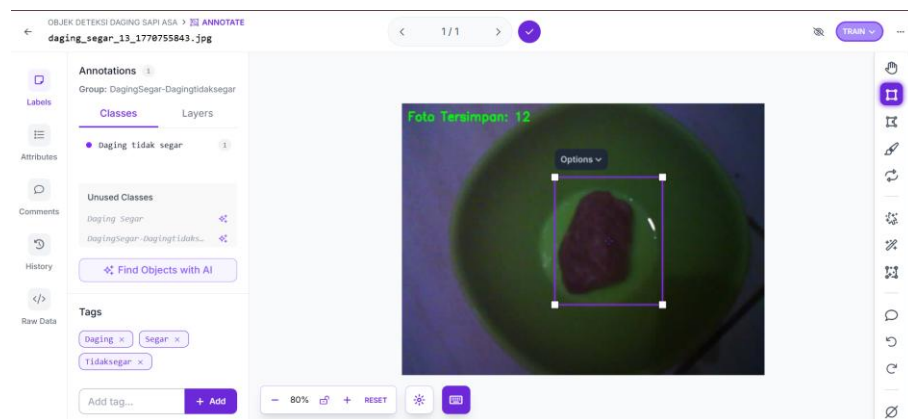 OBJEK DETEKSI DAGING SAPI ASA > ANNOTATE
daging_segar_13_1770755843.jpg
1 / 1
TRAIN
Labels
Attributes
Comments
History
Raw Data
Annotations 1
Group: DagingSegar-Dagingtidaksegar
Classes Layers
Daging tidak segar 1
Unused Classes
Daging Segar
DagingSegar-Dagingtidaks…
Find Objects with AI
Tags
Daging ×
Segar ×
Tidaksegar ×
Add tag...
+ Add
Foto Tersimpan: 12
Options
− 80% + RESET